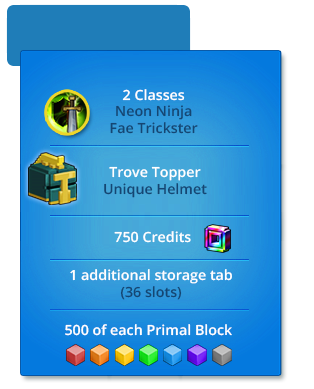 2 Classes
Neon Ninja
Fae Trickster
Trove Topper
Unique Helmet
750 Credits
1 additional storage tab
(36 slots)
500 of each Primal Block